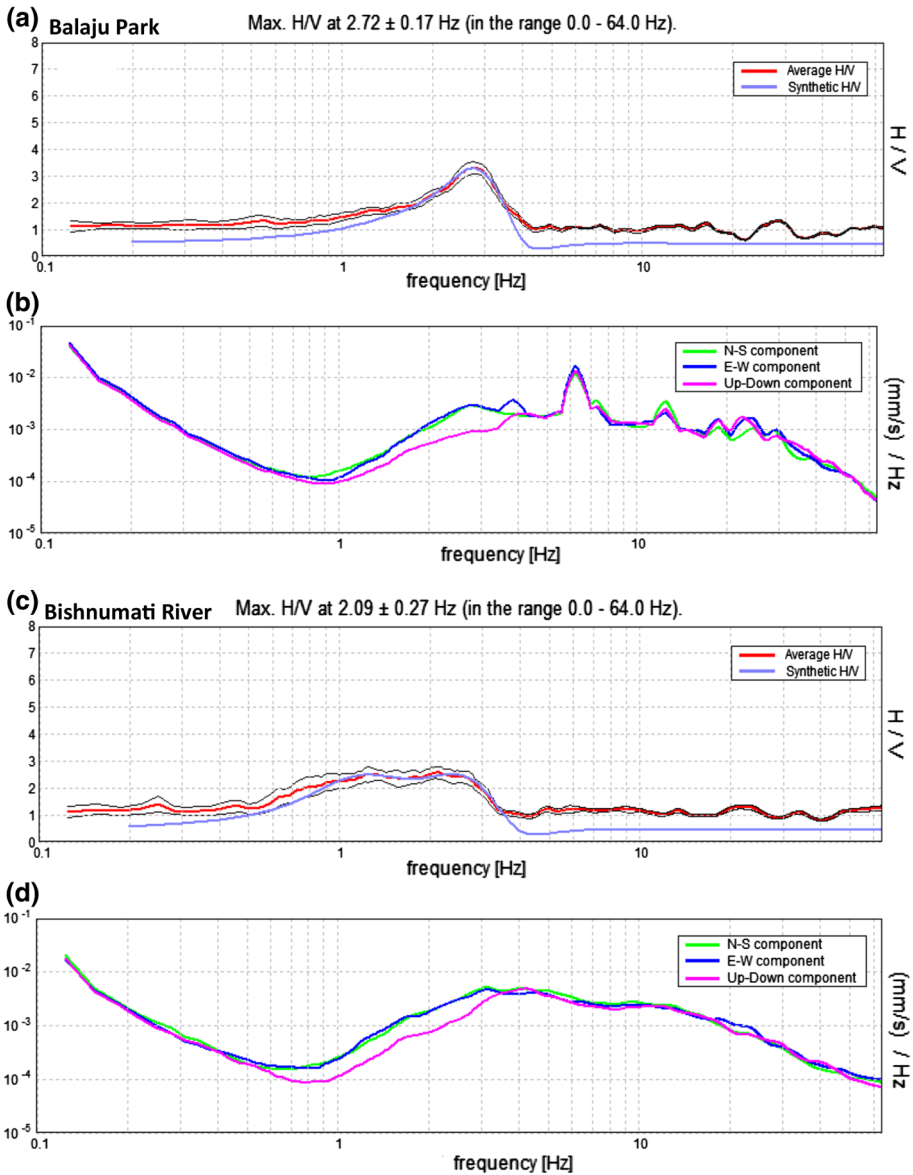 (a) Balaju Park
Max. H/V at 2.72 ± 0.17 Hz (in the range 0.0 - 64.0 Hz).
8
7
6
5
4
3
2
1
0
Average H/V
Synthetic H/V
H / V
0.1 1 10
frequency [Hz]
(b)
10⁻¹
10⁻²
10⁻³
10⁻⁴
10⁻⁵
N-S component
E-W component
Up-Down component
(mm/s) / Hz
0.1 1 10
frequency [Hz]
(c) Bishnumati River
Max. H/V at 2.09 ± 0.27 Hz (in the range 0.0 - 64.0 Hz).
8
7
6
5
4
3
2
1
0
Average H/V
Synthetic H/V
H / V
0.1 1 10
frequency [Hz]
(d)
10⁻¹
10⁻²
10⁻³
10⁻⁴
10⁻⁵
N-S component
E-W component
Up-Down component
(mm/s) / Hz
0.1 1 10
frequency [Hz]